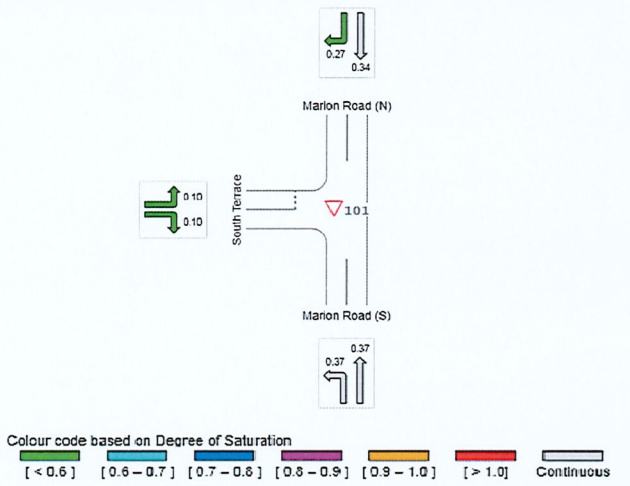 0.27
0.34
Marion Road (N)
0.10
0.10
South Terrace
101
Marion Road (S)
0.37
0.37
Colour code based on Degree of Saturation
[ < 0.6 ] [ 0.6 – 0.7 ] [ 0.7 – 0.8 ] [ 0.8 – 0.9 ] [ 0.9 – 1.0 ] [ > 1.0 ] Continuous